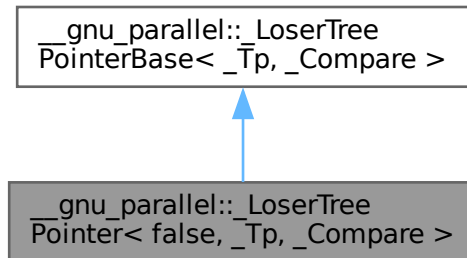 __gnu_parallel::_LoserTree
PointerBase< _Tp, _Compare >
__gnu_parallel::_LoserTree
Pointer< false, _Tp, _Compare >